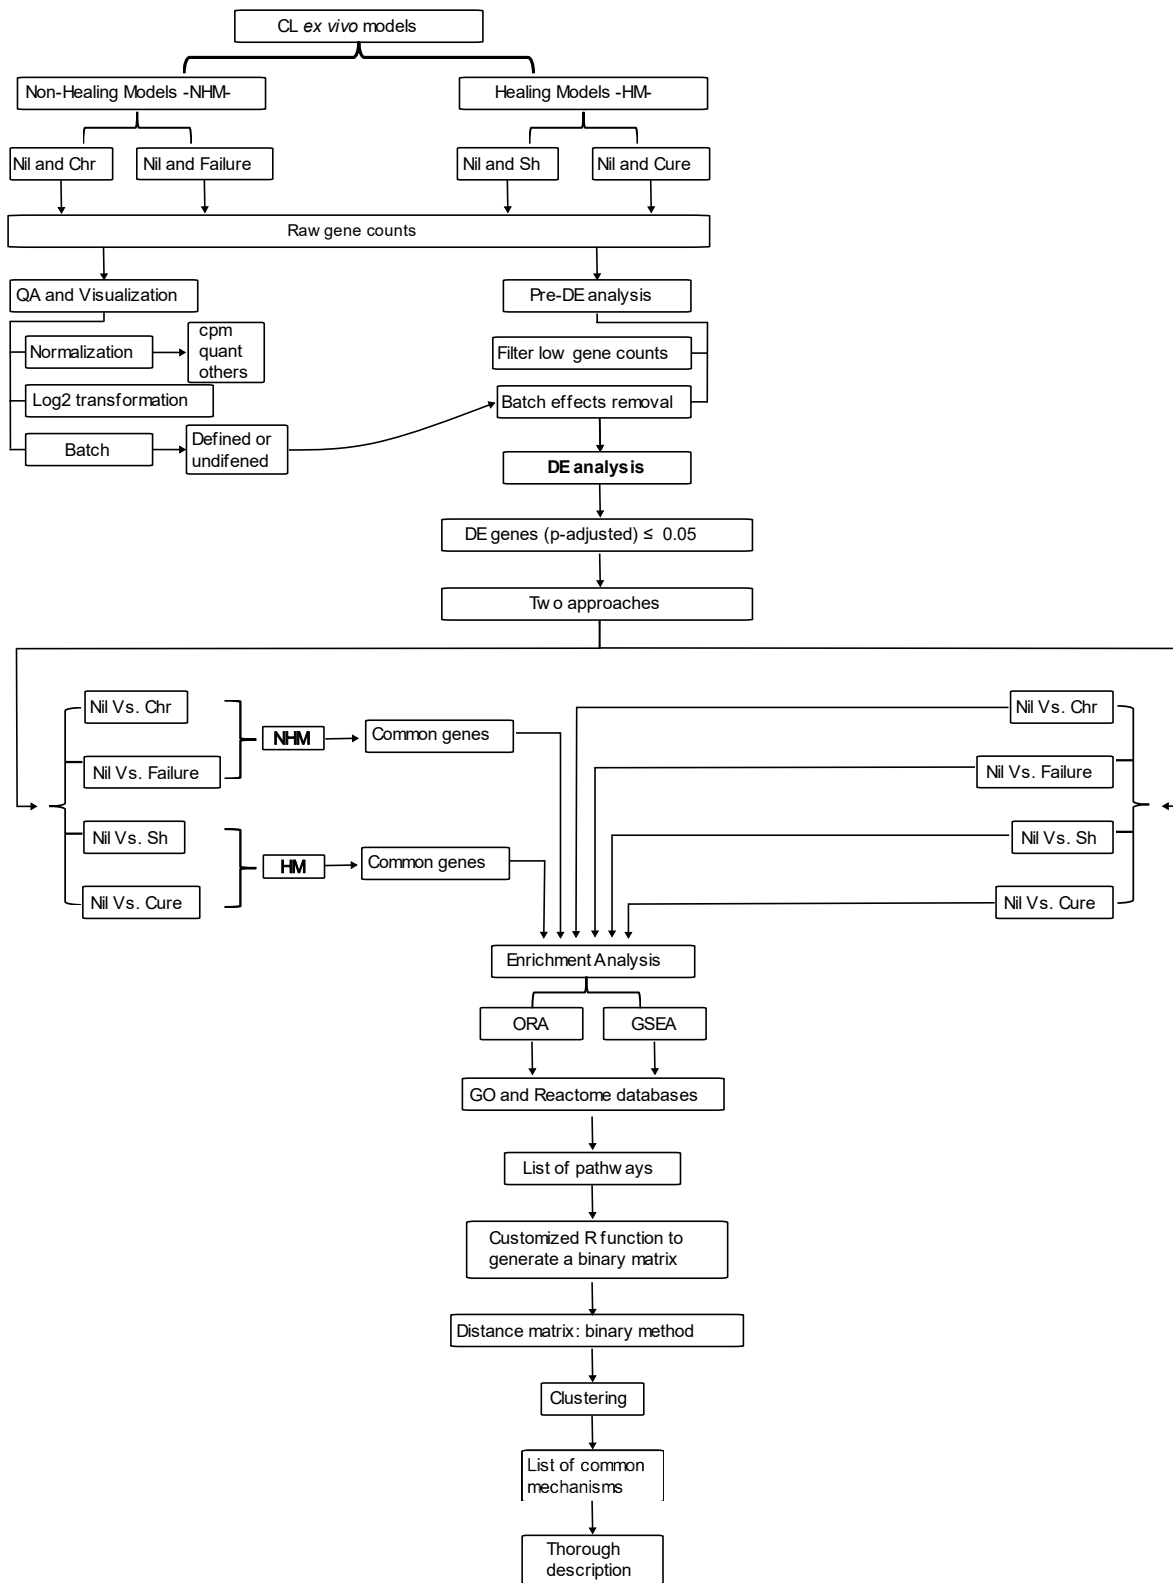 CL ex vivo models
Non-Healing Models -NHM-
Healing Models -HM-
Nil and Chr
Nil and Failure
Nil and Sh
Nil and Cure
Raw gene counts
QA and Visualization
Pre-DE analysis
Normalization
cpm
quant
others
Filter low gene counts
Log2 transformation
Batch effects removal
Batch
Defined or
undifened
DE analysis
DE genes (p-adjusted) ≤ 0.05
Two approaches
Nil Vs. Chr
Nil Vs. Failure
NHM
Common genes
Nil Vs. Sh
Nil Vs. Cure
HM
Common genes
Nil Vs. Chr
Nil Vs. Failure
Nil Vs. Sh
Nil Vs. Cure
Enrichment Analysis
ORA
GSEA
GO and Reactome databases
List of pathways
Customized R function to
generate a binary matrix
Distance matrix: binary method
Clustering
List of common
mechanisms
Thorough
description